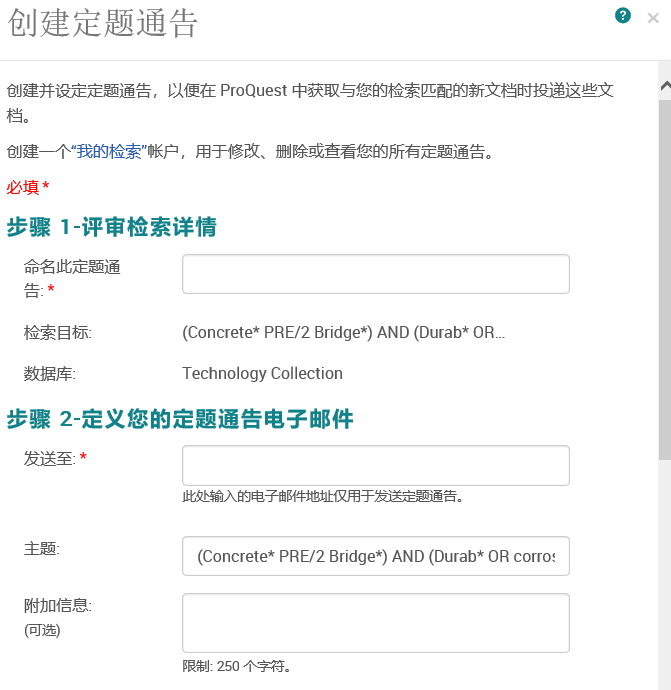 创建定题通告
?
×
创建并设定定题通告，以便在 ProQuest 中获取与您的检索匹配的新文档时投递这些文
档。
创建一个“我的检索”帐户，用于修改、删除或查看您的所有定题通告。
必填*
步骤 1-评审检索详情
命名此定题通
告: *
检索目标: (Concrete* PRE/2 Bridge*) AND (Durab* OR...
数据库: Technology Collection
步骤 2-定义您的定题通告电子邮件
发送至: *
此处输入的电子邮件地址仅用于发送定题通告。
主题: (Concrete* PRE/2 Bridge*) AND (Durab* OR corros
附加信息:
(可选)
限制: 250 个字符。